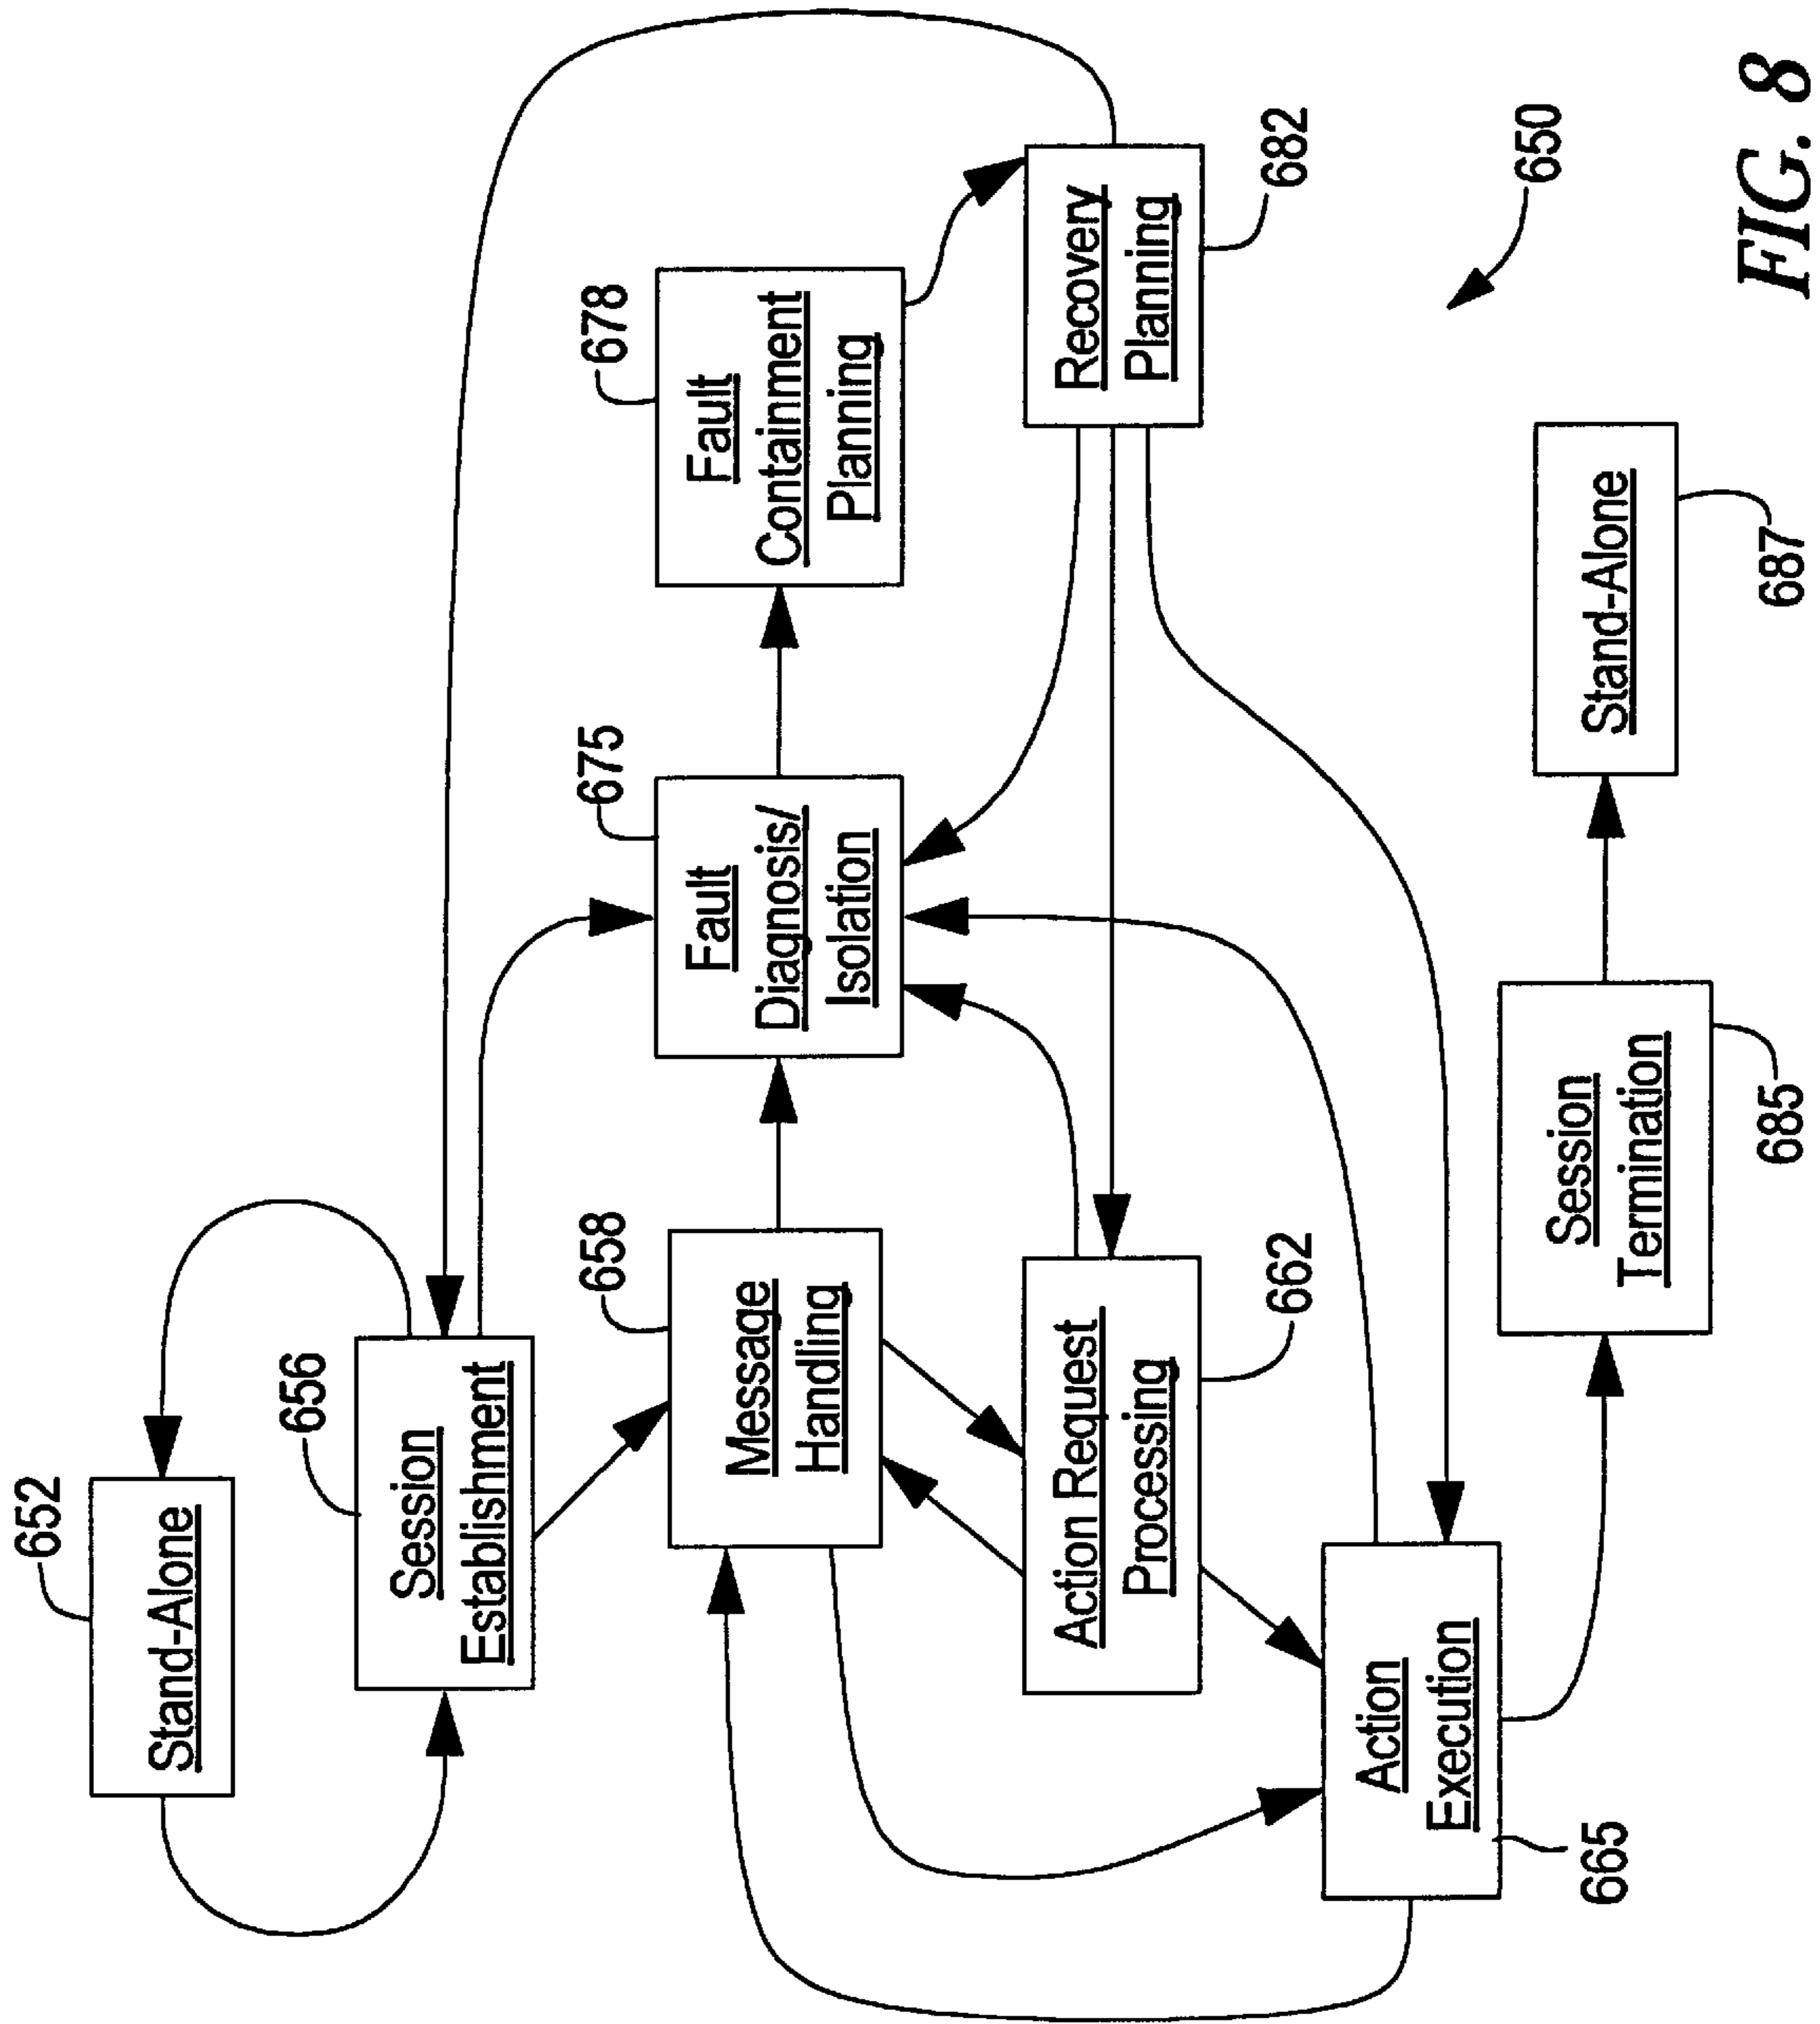 652
Stand-Alone
656
Session
Establishment
658
Message
Handling
662
Action Request
Processing
665
Action
Execution
675
Fault
Diagnosis/
Isolation
678
Fault
Containment
Planning
682
Recovery
Planning
685
Session
Termination
687
Stand-Alone
650
FIG. 8